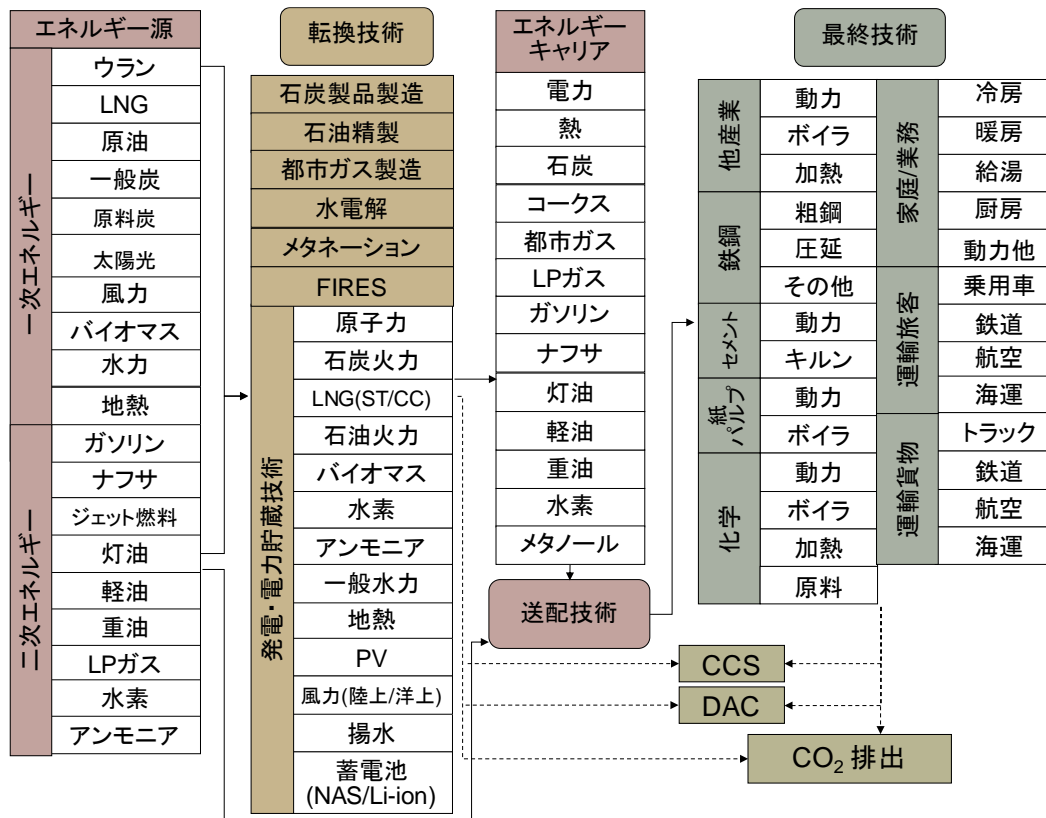 エネルギー源
一次エネルギー
ウラン
LNG
原油
一般炭
原料炭
太陽光
風力
バイオマス
水力
地熱
二次エネルギー
ガソリン
ナフサ
ジェット燃料
灯油
軽油
重油
LPガス
水素
アンモニア
転換技術
石炭製品製造
石油精製
都市ガス製造
水電解
メタネーション
FIRES
発電・電力貯蔵技術
原子力
石炭火力
LNG(ST/CC)
石油火力
バイオマス
水素
アンモニア
一般水力
地熱
PV
風力(陸上/洋上)
揚水
蓄電池
(NAS/Li-ion)
エネルギー
キャリア
電力
熱
石炭
コークス
都市ガス
LPガス
ガソリン
ナフサ
灯油
軽油
重油
水素
メタノール
送配技術
最終技術
他産業
動力
ボイラ
加熱
鉄鋼
粗鋼
圧延
その他
セメント
動力
キルン
紙
パルプ
動力
ボイラ
化学
動力
ボイラ
加熱
原料
家庭/業務
冷房
暖房
給湯
厨房
動力他
運輸旅客
乗用車
鉄道
航空
海運
運輸貨物
トラック
鉄道
航空
海運
CCS
DAC
CO₂ 排出